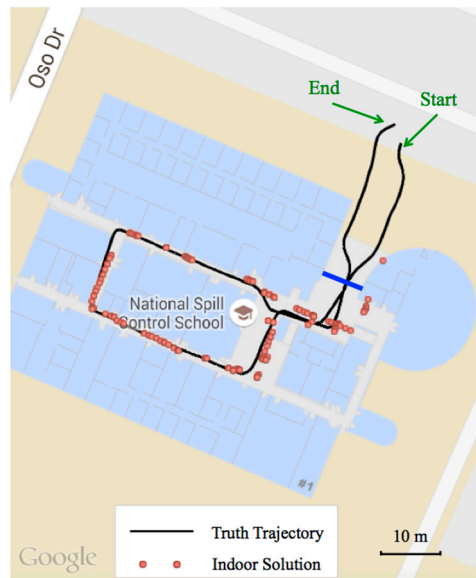 Oso Dr
End
Start
National Spill
Control School
#1
Truth Trajectory
Indoor Solution
10 m
Google